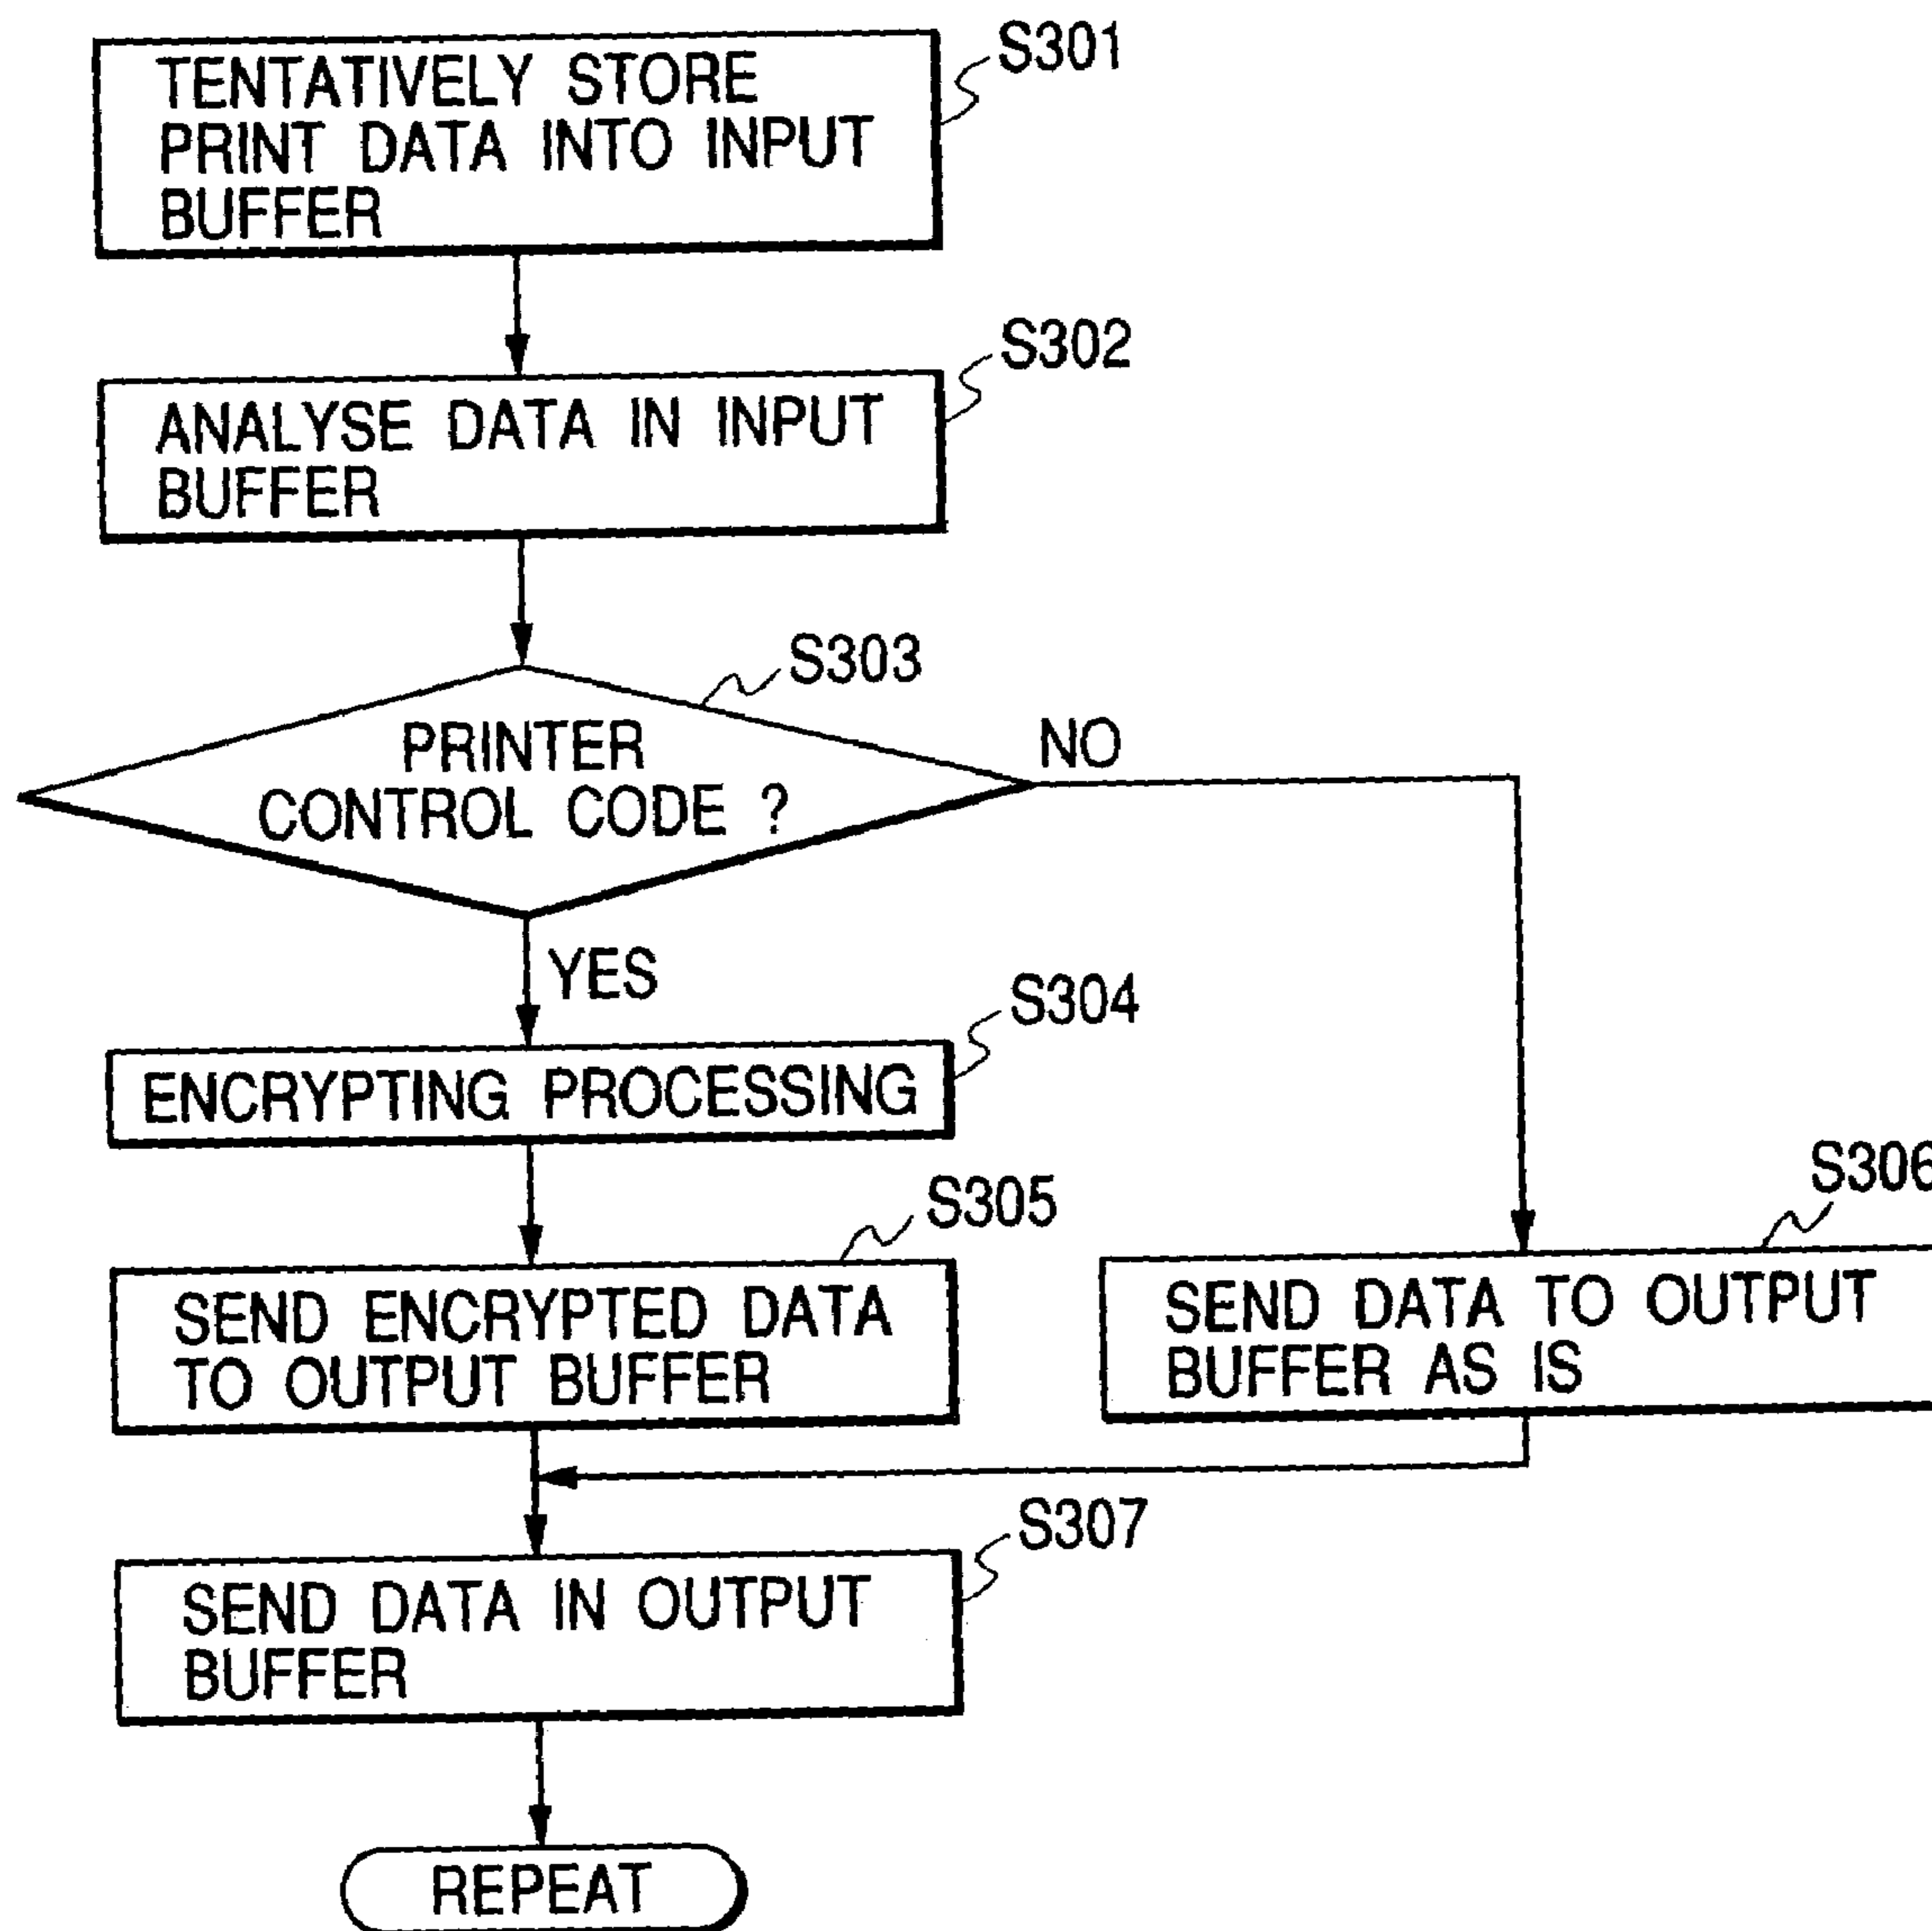 S301
TENTATIVELY STORE
PRINT DATA INTO INPUT
BUFFER
S302
ANALYSE DATA IN INPUT
BUFFER
S303
PRINTER
CONTROL CODE ?
NO
YES
S304
ENCRYPTING PROCESSING
S305
SEND ENCRYPTED DATA
TO OUTPUT BUFFER
S306
SEND DATA TO OUTPUT
BUFFER AS IS
S307
SEND DATA IN OUTPUT
BUFFER
REPEAT